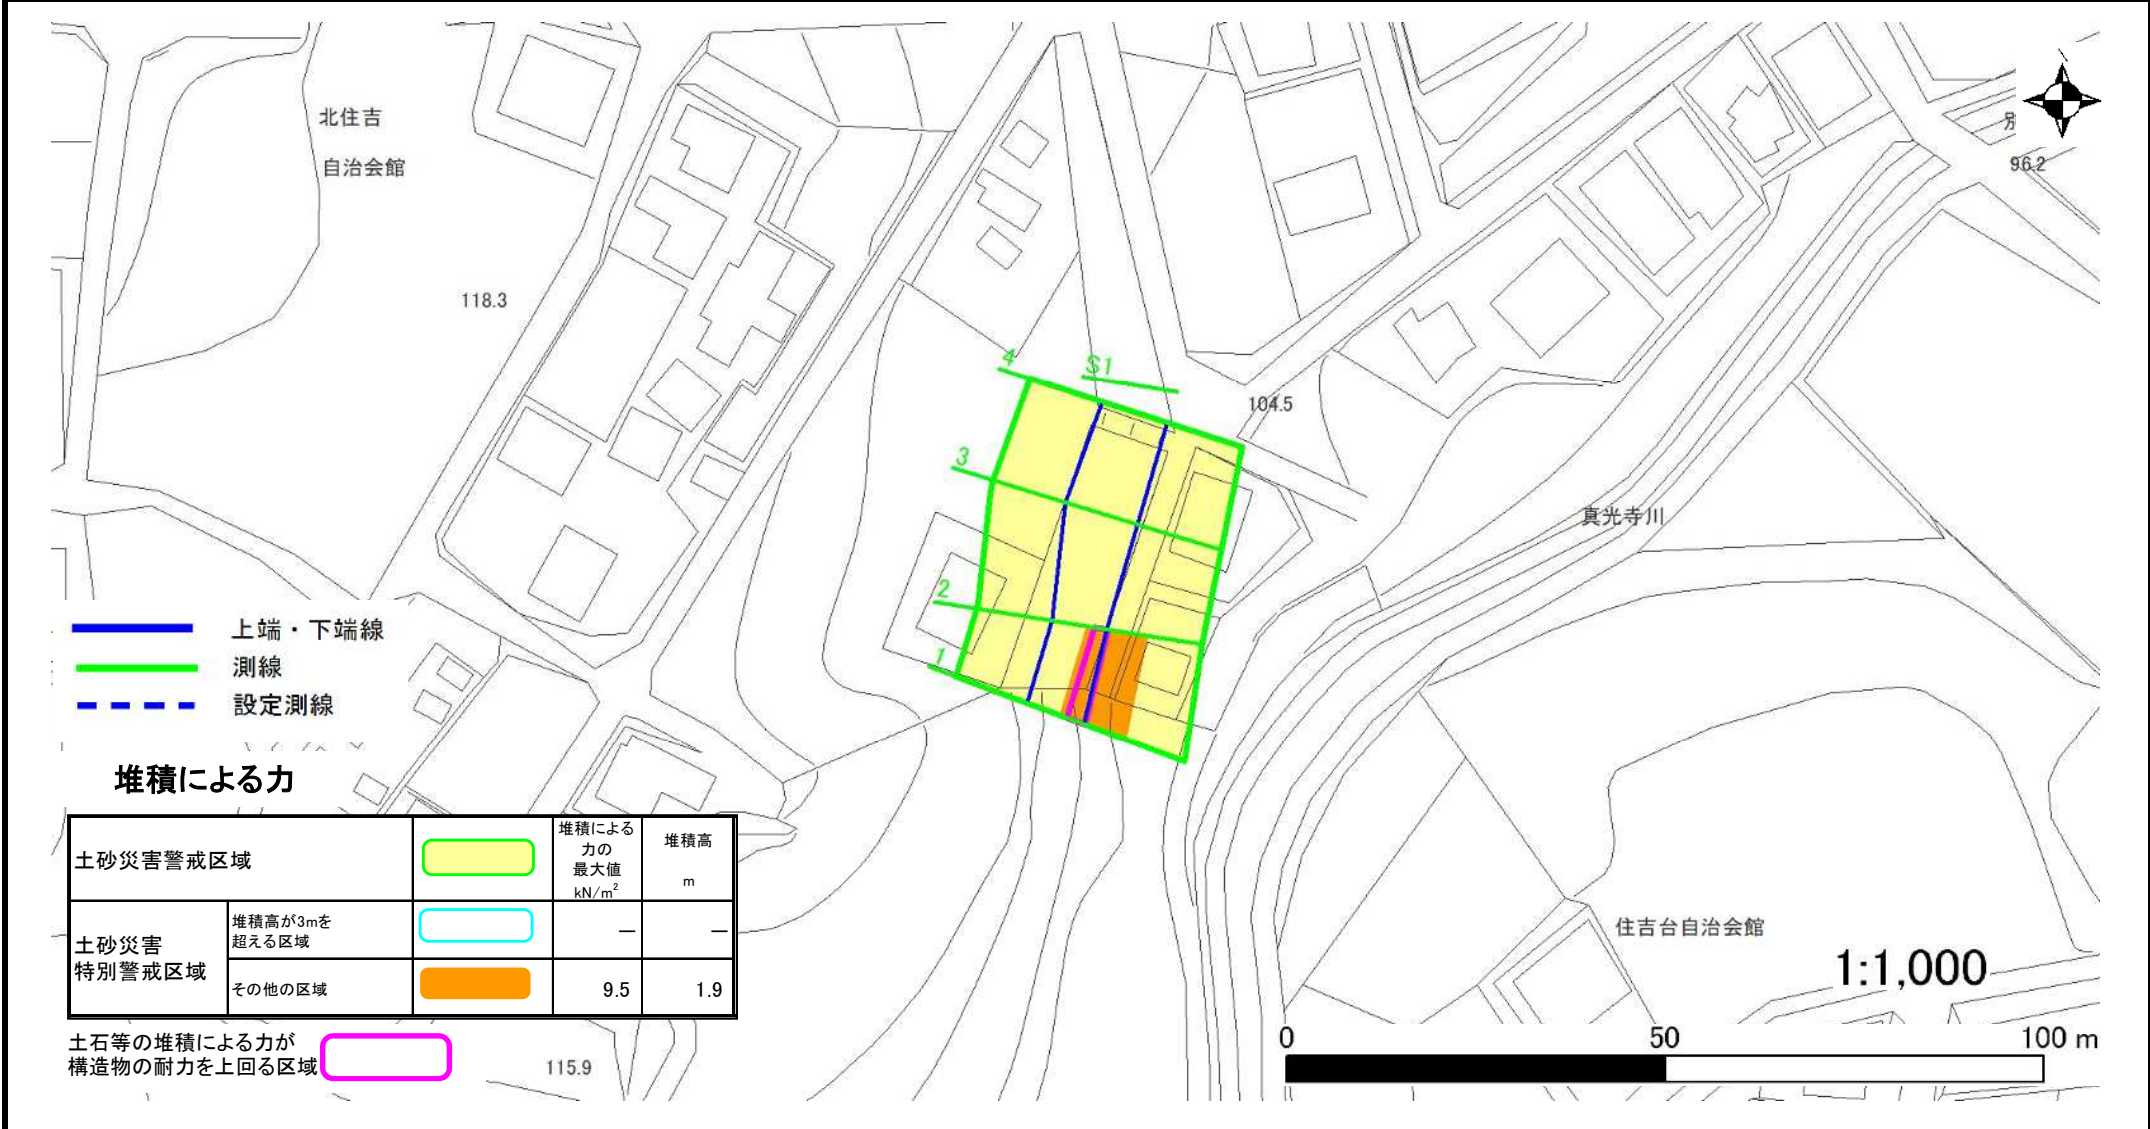 北住吉
自治会館
別
96.2
118.3
4
S1
104.5
3
真光寺川
2
1
上端・下端線
測線
設定測線
堆積による力
土砂災害警戒区域
堆積による
力の
最大値
kN/m²
堆積高
m
土砂災害
特別警戒区域
堆積高が3mを
超える区域
—
—
その他の区域
9.5
1.9
土石等の堆積による力が
構造物の耐力を上回る区域
115.9
住吉台自治会館
1:1,000
0
50
100 m